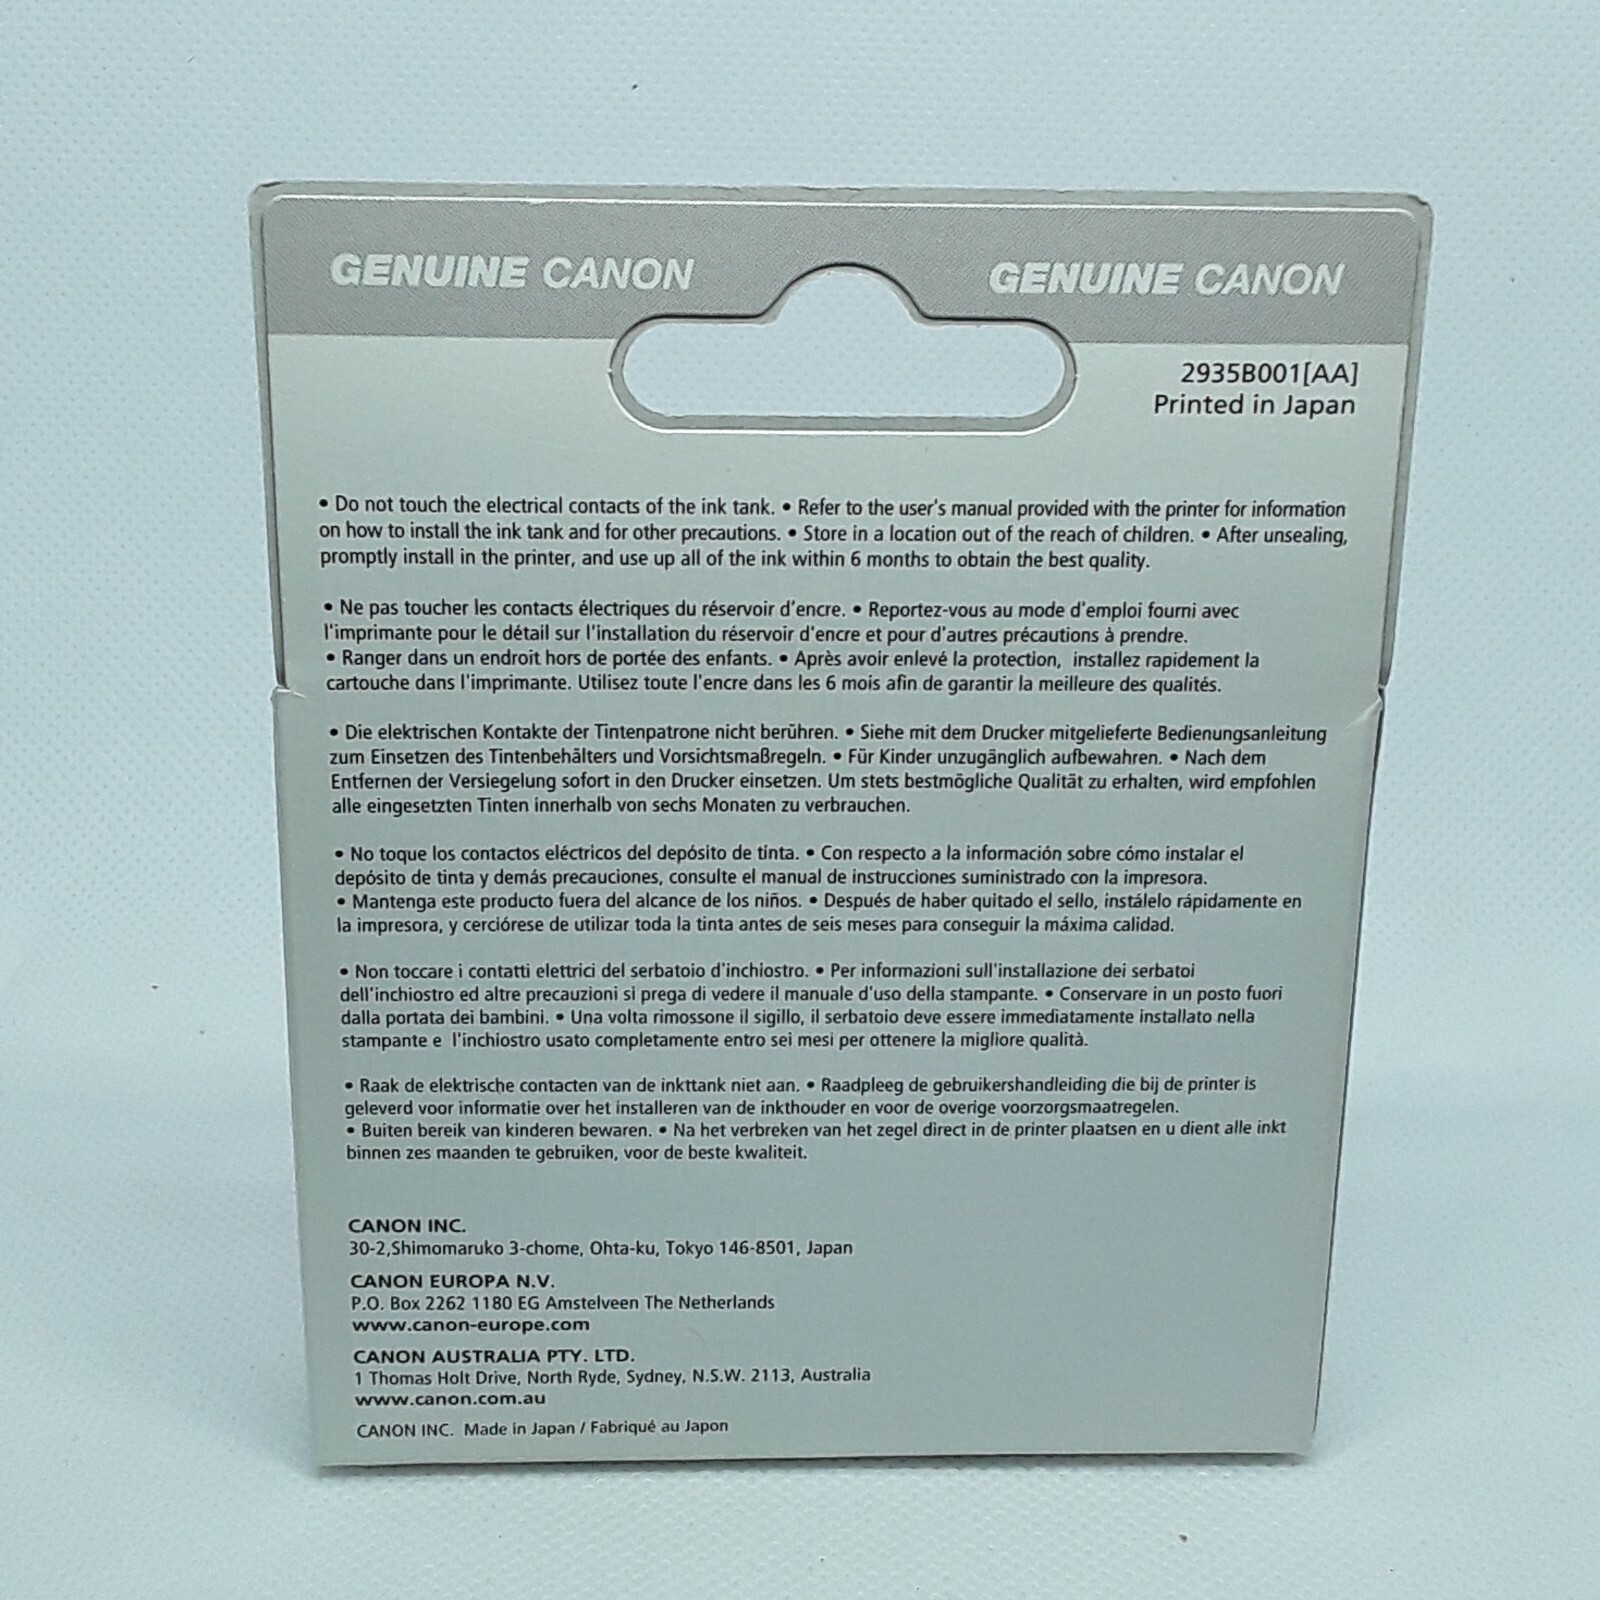 GENUINE CANON GENUINE CANON
2935B001[AA]
Printed in Japan
• Do not touch the electrical contacts of the ink tank. • Refer to the user's manual provided with the printer for information
on how to install the ink tank and for other precautions. • Store in a location out of the reach of children. • After unsealing,
promptly install in the printer, and use up all of the ink within 6 months to obtain the best quality.
• Ne pas toucher les contacts électriques du réservoir d'encre. • Reportez-vous au mode d'emploi fourni avec
l'imprimante pour le détail sur l'installation du réservoir d'encre et pour d'autres précautions à prendre.
• Ranger dans un endroit hors de portée des enfants. • Après avoir enlevé la protection, installez rapidement la
cartouche dans l'imprimante. Utilisez toute l'encre dans les 6 mois afin de garantir la meilleure des qualités.
• Die elektrischen Kontakte der Tintenpatrone nicht berühren. • Siehe mit dem Drucker mitgelieferte Bedienungsanleitung
zum Einsetzen des Tintenbehälters und Vorsichtsmaßregeln. • Für Kinder unzugänglich aufbewahren. • Nach dem
Entfernen der Versiegelung sofort in den Drucker einsetzen. Um stets bestmögliche Qualität zu erhalten, wird empfohlen
alle eingesetzten Tinten innerhalb von sechs Monaten zu verbrauchen.
• No toque los contactos eléctricos del depósito de tinta. • Con respecto a la información sobre cómo instalar el
depósito de tinta y demás precauciones, consulte el manual de instrucciones suministrado con la impresora.
• Mantenga este producto fuera del alcance de los niños. • Después de haber quitado el sello, instálelo rápidamente en
la impresora, y cerciórese de utilizar toda la tinta antes de seis meses para conseguir la máxima calidad.
• Non toccare i contatti elettrici del serbatoio d'inchiostro. • Per informazioni sull'installazione dei serbatoi
dell'inchiostro ed altre precauzioni si prega di vedere il manuale d'uso della stampante. • Conservare in un posto fuori
dalla portata dei bambini. • Una volta rimossone il sigillo, il serbatoio deve essere immediatamente installato nella
stampante e l'inchiostro usato completamente entro sei mesi per ottenere la migliore qualità.
• Raak de elektrische contacten van de inkttank niet aan. • Raadpleeg de gebruikershandleiding die bij de printer is
geleverd voor informatie over het installeren van de inkthouder en voor de overige voorzorgsmaatregelen.
• Buiten bereik van kinderen bewaren. • Na het verbreken van het zegel direct in de printer plaatsen en u dient alle inkt
binnen zes maanden te gebruiken, voor de beste kwaliteit.
CANON INC.
30-2,Shimomaruko 3-chome, Ohta-ku, Tokyo 146-8501, Japan
CANON EUROPA N.V.
P.O. Box 2262 1180 EG Amstelveen The Netherlands
www.canon-europe.com
CANON AUSTRALIA PTY. LTD.
1 Thomas Holt Drive, North Ryde, Sydney, N.S.W. 2113, Australia
www.canon.com.au
CANON INC. Made in Japan / Fabriqué au Japon